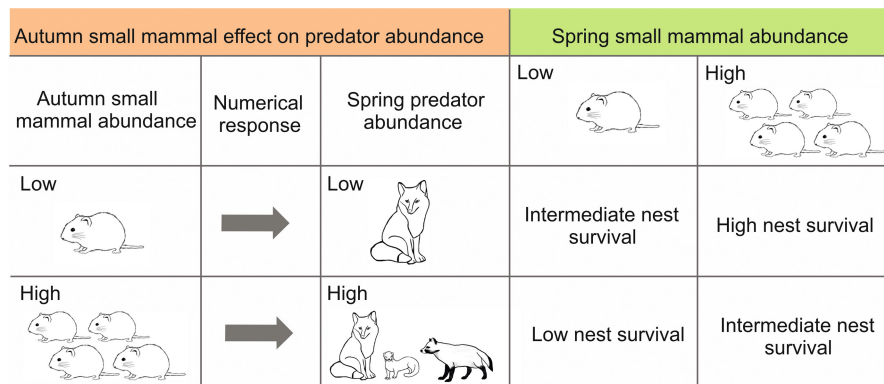 Autumn small mammal effect on predator abundance
Spring small mammal abundance
Autumn small
mammal abundance
Numerical
response
Spring predator
abundance
Low
High
Low
Low
Intermediate nest
survival
High nest survival
High
High
Low nest survival
Intermediate nest
survival